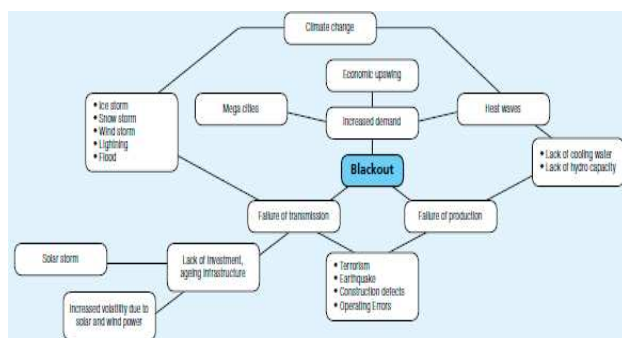 Climate change
Economic upswing
• Ice storm
• Snow storm
• Wind storm
• Lightning
• Flood
Mega cities
Increased demand
Heat waves
Blackout
• Lack of cooling water
• Lack of hydro capacity
Failure of transmission
Failure of production
Solar storm
Lack of investment,
ageing infrastructure
• Terrorism
• Earthquake
• Construction defects
• Operating Errors
Increased volatility due to
solar and wind power